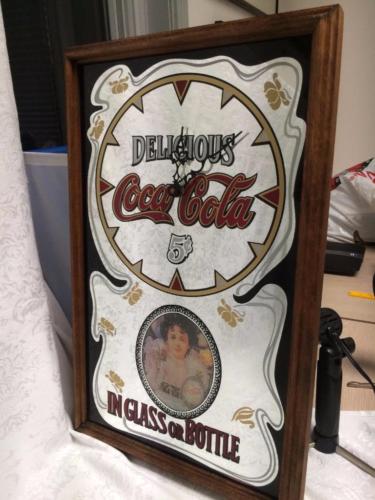 DELICIOUS
Coca-Cola
5¢
IN GLASS OR BOTTLE